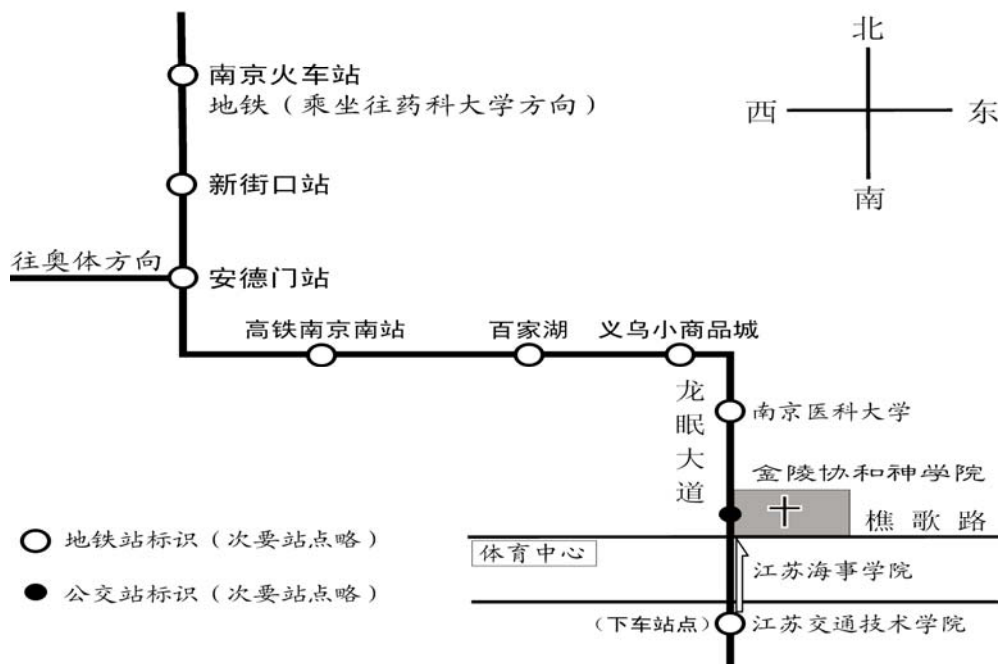 北
南京火车站
地铁（乘坐往药科大学方向）
西
东
南
新街口站
往奥体方向
安德门站
高铁南京南站
百家湖
义乌小商品城
龙眠大道
南京医科大学
金陵协和神学院
樵歌路
地铁站标识（次要站点略）
体育中心
江苏海事学院
公交站标识（次要站点略）
（下车站点）
江苏交通技术学院